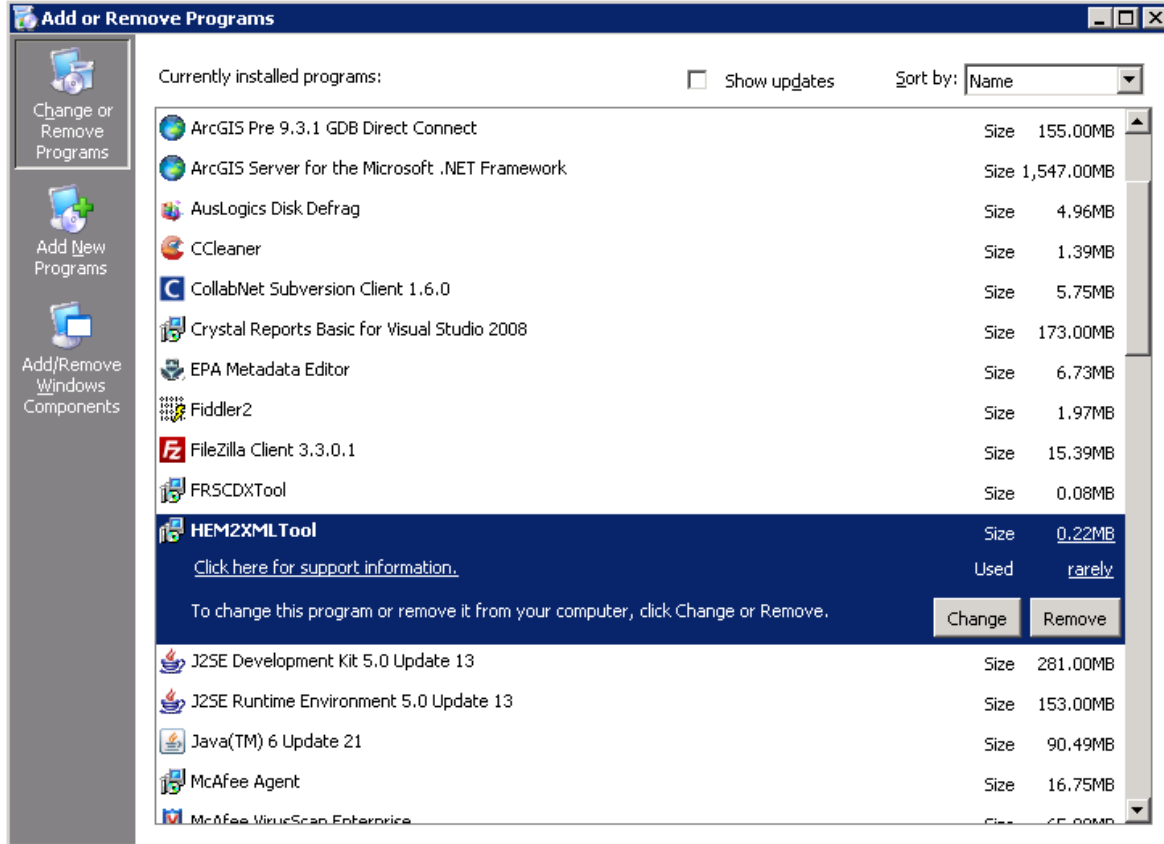 Add or Remove Programs
Change or
Remove
Programs
Add New
Programs
Add/Remove
Windows
Components
Currently installed programs:
Show updates
Sort by: Name
ArcGIS Pre 9.3.1 GDB Direct Connect Size 155.00MB
ArcGIS Server for the Microsoft .NET Framework Size 1,547.00MB
AusLogics Disk Defrag Size 4.96MB
CCleaner Size 1.39MB
CollabNet Subversion Client 1.6.0 Size 5.75MB
Crystal Reports Basic for Visual Studio 2008 Size 173.00MB
EPA Metadata Editor Size 6.73MB
Fiddler2 Size 1.97MB
FileZilla Client 3.3.0.1 Size 15.39MB
FRSCDXTool Size 0.08MB
HEM2XMLTool Size 0.22MB
Click here for support information. Used rarely
To change this program or remove it from your computer, click Change or Remove. Change Remove
J2SE Development Kit 5.0 Update 13 Size 281.00MB
J2SE Runtime Environment 5.0 Update 13 Size 153.00MB
Java(TM) 6 Update 21 Size 90.49MB
McAfee Agent Size 16.75MB
McAfee VirusScan Enterprise Size